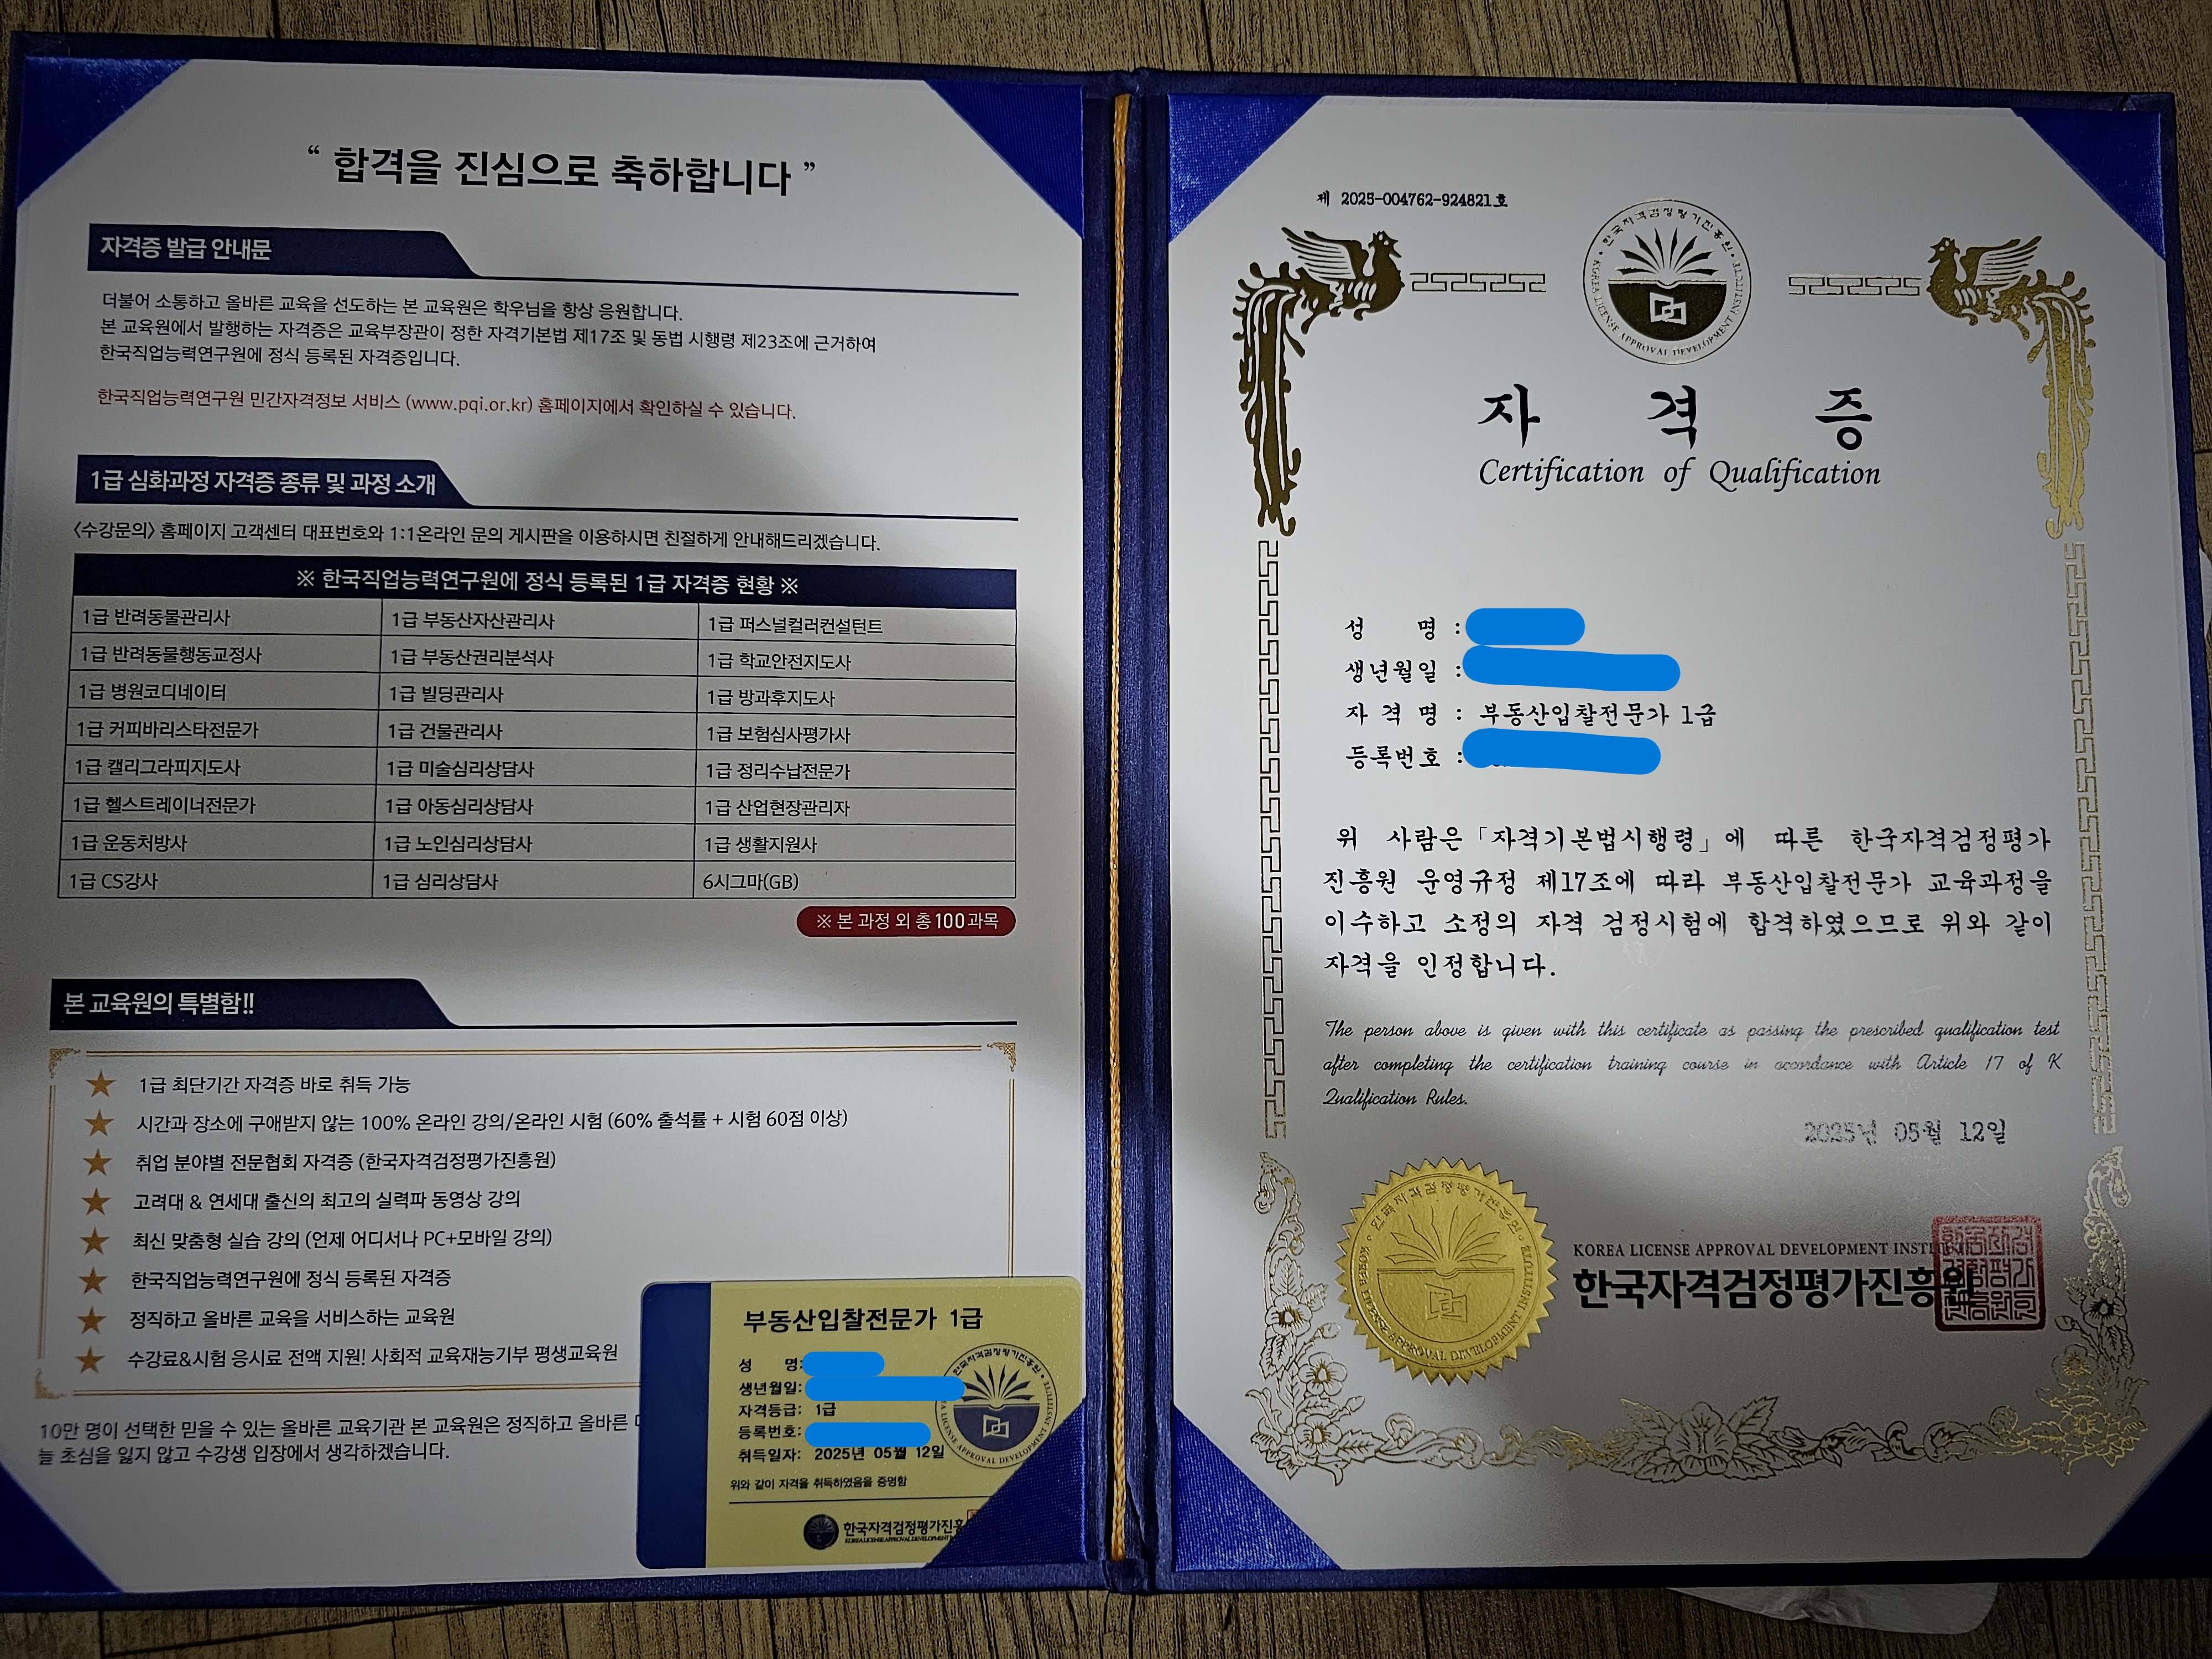 “ 합격을 진심으로 축하합니다 ”
자격증 발급 안내문
더불어 소통하고 올바른 교육을 선도하는 본 교육원은 학우님을 항상 응원합니다.
본 교육원에서 발행하는 자격증은 교육부장관이 정한 자격기본법 제17조 및 동법 시행령 제23조에 근거하여
한국직업능력연구원에 정식 등록된 자격증입니다.
한국직업능력연구원 민간자격정보 서비스 (www.pqi.or.kr) 홈페이지에서 확인하실 수 있습니다.
1급 심화과정 자격증 종류 및 과정 소개
〈수강문의〉 홈페이지 고객센터 대표번호와 1:1온라인 문의 게시판을 이용하시면 친절하게 안내해드리겠습니다.
※ 한국직업능력연구원에 정식 등록된 1급 자격증 현황 ※
1급 반려동물관리사 1급 부동산자산관리사 1급 퍼스널컬러컨설턴트
1급 반려동물행동교정사 1급 부동산권리분석사 1급 학교안전지도사
1급 병원코디네이터 1급 빌딩관리사 1급 방과후지도사
1급 커피바리스타전문가 1급 건물관리사 1급 보험심사평가사
1급 캘리그라피지도사 1급 미술심리상담사 1급 정리수납전문가
1급 헬스트레이너전문가 1급 아동심리상담사 1급 산업현장관리자
1급 운동처방사 1급 노인심리상담사 1급 생활지원사
1급 CS강사 1급 심리상담사 6시그마(GB)
※ 본 과정 외 총 100과목
본 교육원의 특별함!!
★ 1급 최단기간 자격증 바로 취득 가능
★ 시간과 장소에 구애받지 않는 100% 온라인 강의/온라인 시험 (60% 출석률 + 시험 60점 이상)
★ 취업 분야별 전문협회 자격증 (한국자격검정평가진흥원)
★ 고려대 & 연세대 출신의 최고의 실력파 동영상 강의
★ 최신 맞춤형 실습 강의 (언제 어디서나 PC+모바일 강의)
★ 한국직업능력연구원에 정식 등록된 자격증
★ 정직하고 올바른 교육을 서비스하는 교육원
★ 수강료&시험 응시료 전액 지원! 사회적 교육재능기부 평생교육원
10만 명이 선택한 믿을 수 있는 올바른 교육기관 본 교육원은 정직하고 올바른
늘 초심을 잃지 않고 수강생 입장에서 생각하겠습니다.
부동산입찰전문가 1급
성 명:
생년월일:
자격등급: 1급
등록번호:
취득일자: 2025년 05월 12일
위와 같이 자격을 취득하였음을 증명함
한국자격검정평가진흥
KOREA LICENSE APPROVAL DEVELOPMENT
제 2025-004762-924821호
한국자격검정평가진흥원
KOREA LICENSE APPROVAL DEVELOPMENT INSTITUTE
자 격 증
Certification of Qualification
성 명 :
생년월일 :
자 격 명 : 부동산입찰전문가 1급
등록번호 :
위 사람은「자격기본법시행령」에 따른 한국자격검정평가
진흥원 운영규정 제17조에 따라 부동산입찰전문가 교육과정을
이수하고 소정의 자격 검정시험에 합격하였으므로 위와 같이
자격을 인정합니다.
The person above is given with this certificate as passing the prescribed qualification test
after completing the certification training course in accordance with Article 17 of K
Qualification Rules.
2025년 05월 12일
한국자격검정평가진흥원
KOREA LICENSE APPROVAL DEVELOPMENT INSTITUTE
KOREA LICENSE APPROVAL DEVELOPMENT INSTITUTE
한국자격검정평가진흥원